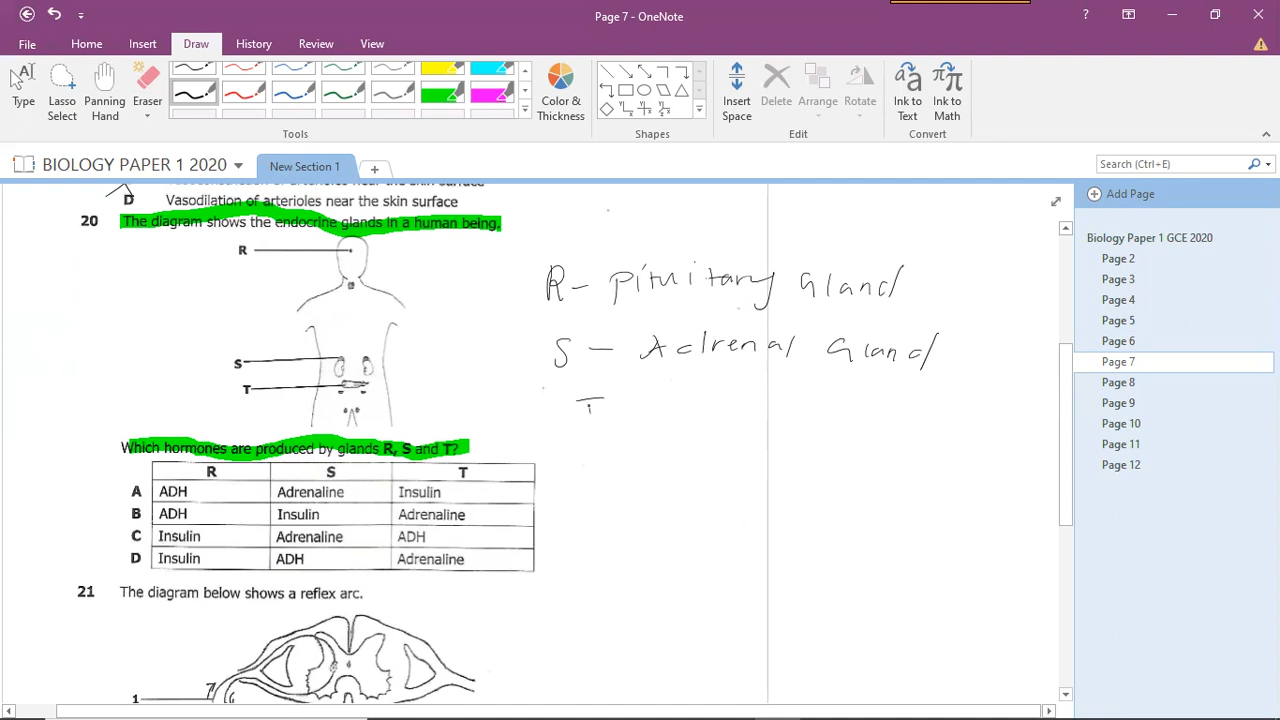 Page 7 - OneNote
?
File
Home
Insert
Draw
History
Review
View
Type
Lasso Select
Panning Hand
Eraser
Color & Thickness
Insert Space
Delete
Arrange
Rotate
Ink to Text
Ink to Math
Tools
Shapes
Edit
Convert
BIOLOGY PAPER 1 2020
New Section 1
Search (Ctrl+E)
Add Page
Biology Paper 1 GCE 2020
Page 2
Page 3
Page 4
Page 5
Page 6
Page 7
Page 8
Page 9
Page 10
Page 11
Page 12
D Vasodilation of arterioles near the skin surface
20 The diagram shows the endocrine glands in a human being.
R
S
T
R- Pituitary Gland
S - Adrenal Gland
T
Which hormones are produced by glands R, S and T?
R S T
A ADH Adrenaline Insulin
B ADH Insulin Adrenaline
C Insulin Adrenaline ADH
D Insulin ADH Adrenaline
21 The diagram below shows a reflex arc.
1